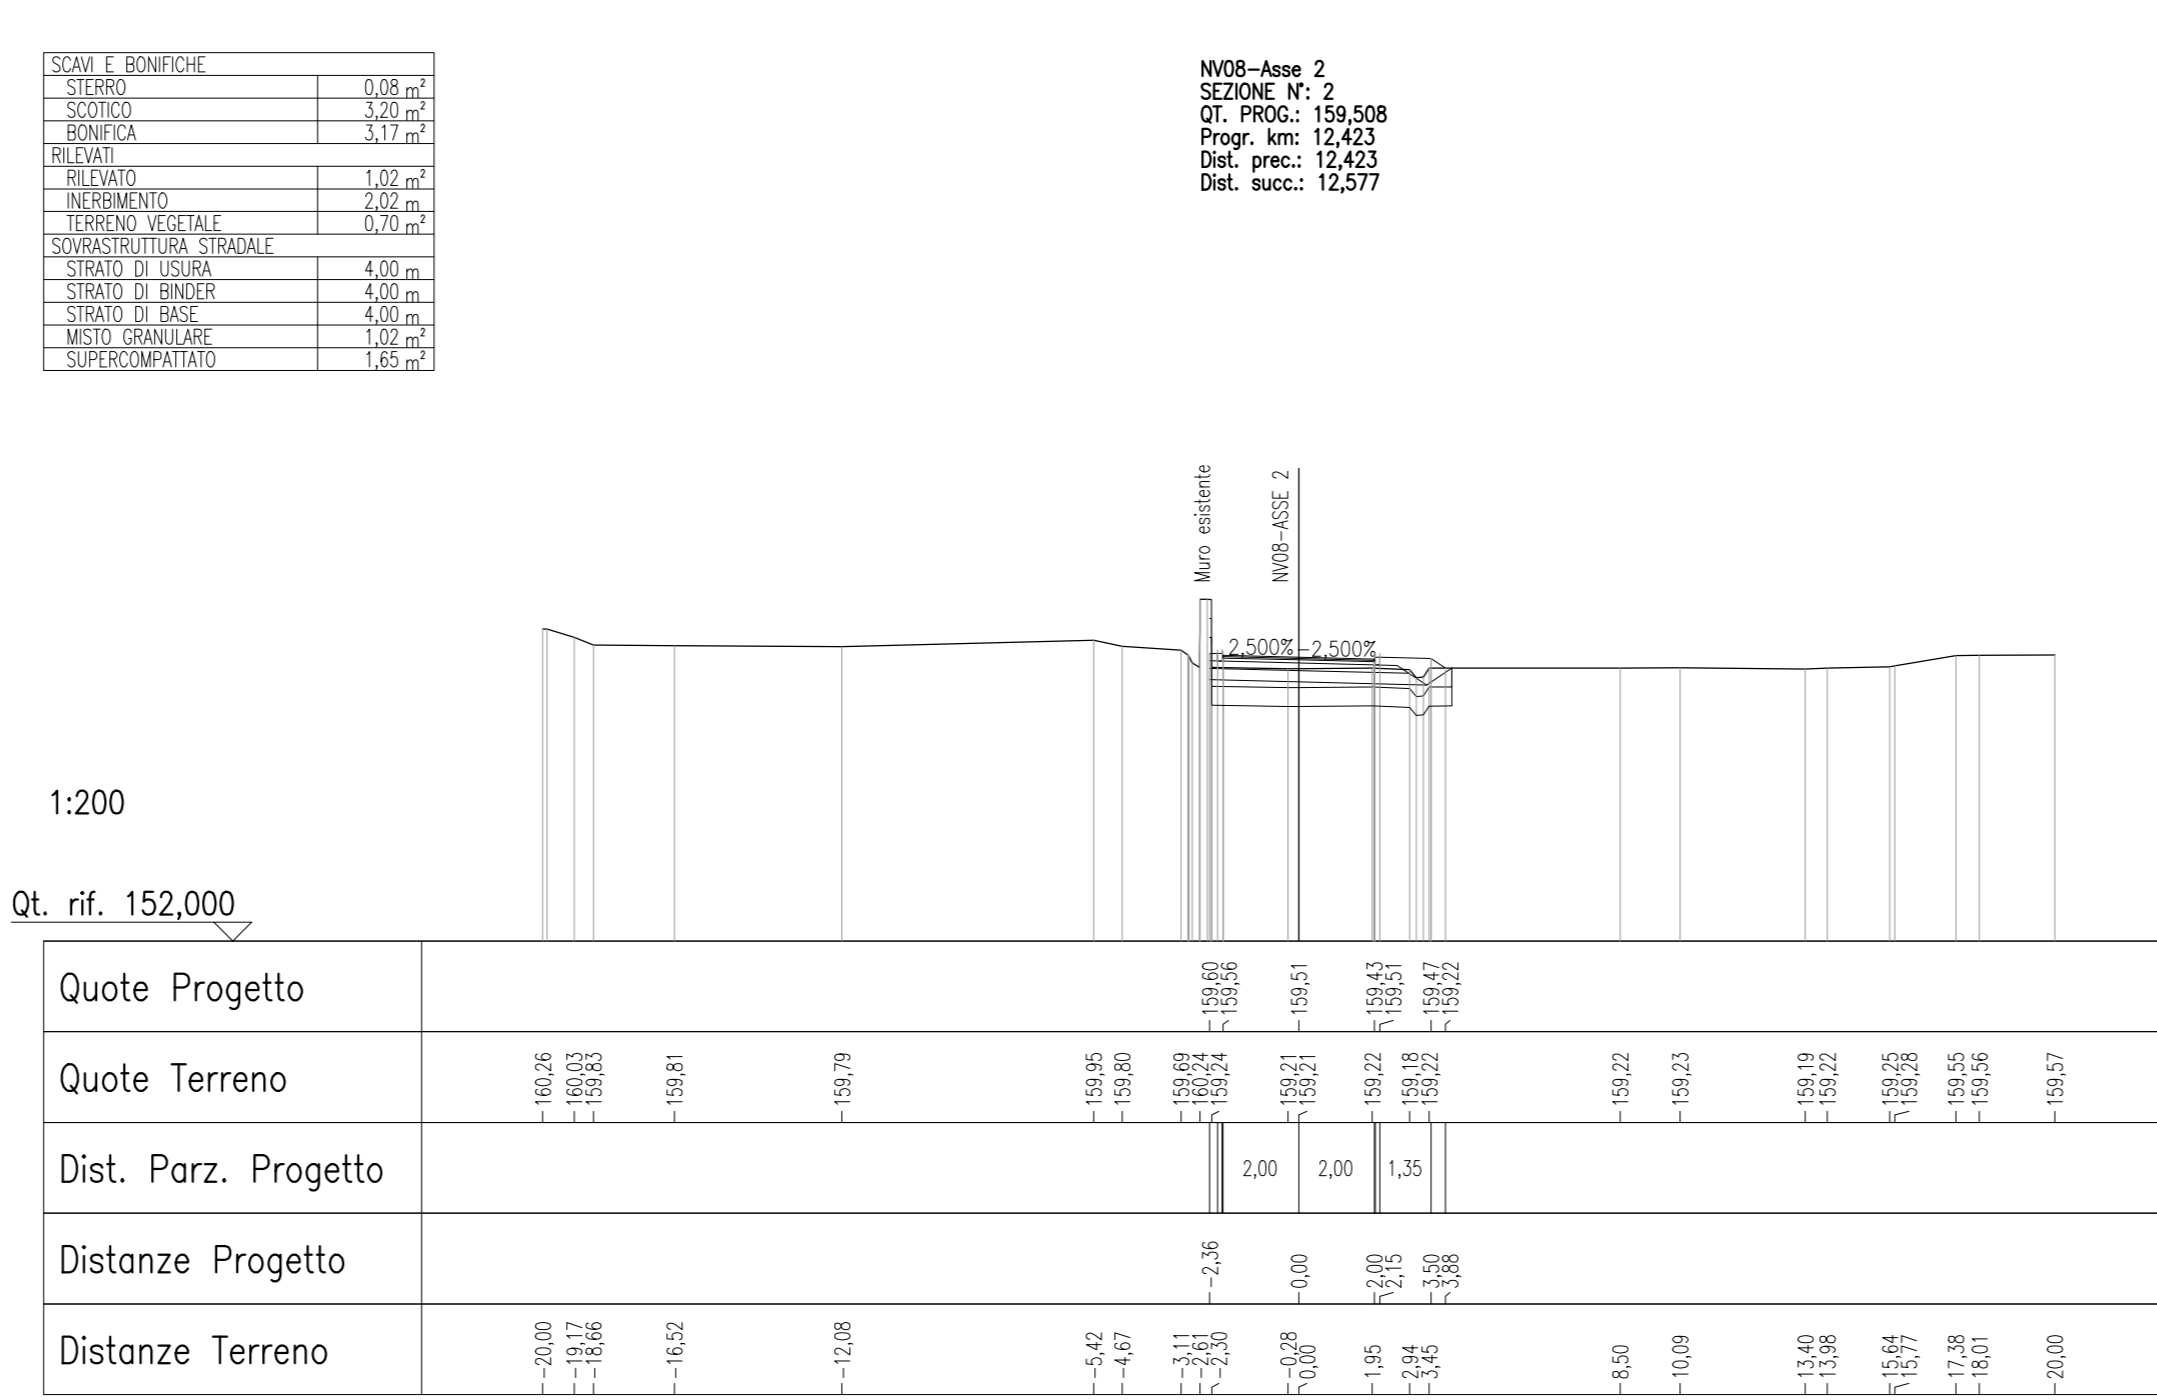 SCAVI E BONIFICHE
STERRO 0,08 m²
SCOTICO 3,20 m²
BONIFICA 3,17 m²
RILEVATI
RILEVATO 1,02 m²
INERBIMENTO 2,02 m
TERRENO VEGETALE 0,70 m²
SOVRASTRUTTURA STRADALE
STRATO DI USURA 4,00 m
STRATO DI BINDER 4,00 m
STRATO DI BASE 4,00 m
MISTO GRANULARE 1,02 m²
SUPERCOMPATTATO 1,65 m²
NV08-Asse 2
SEZIONE N°: 2
QT. PROG.: 159,508
Progr. km: 12,423
Dist. prec.: 12,423
Dist. succ.: 12,577
Muro esistente
NV08-ASSE 2
2,500% -2,500%
1:200
Qt. rif. 152,000
Quote Progetto 159,60 159,56 159,51 159,43 159,51 159,47 159,22
Quote Terreno 160,26 160,03 159,83 159,81 159,79 159,95 159,80 159,69 160,24 159,24 159,21 159,21 159,22 159,18 159,22 159,22 159,23 159,19 159,22 159,25 159,28 159,55 159,56 159,57
Dist. Parz. Progetto 2,00 2,00 1,35
Distanze Progetto -2,36 0,00 2,00 2,15 3,50 3,88
Distanze Terreno -20,00 -19,17 -18,66 -16,52 -12,08 -5,42 -4,67 -3,11 -2,61 -2,30 -0,28 0,00 1,95 2,94 3,45 8,50 10,09 13,40 13,98 15,64 15,77 17,38 18,01 20,00